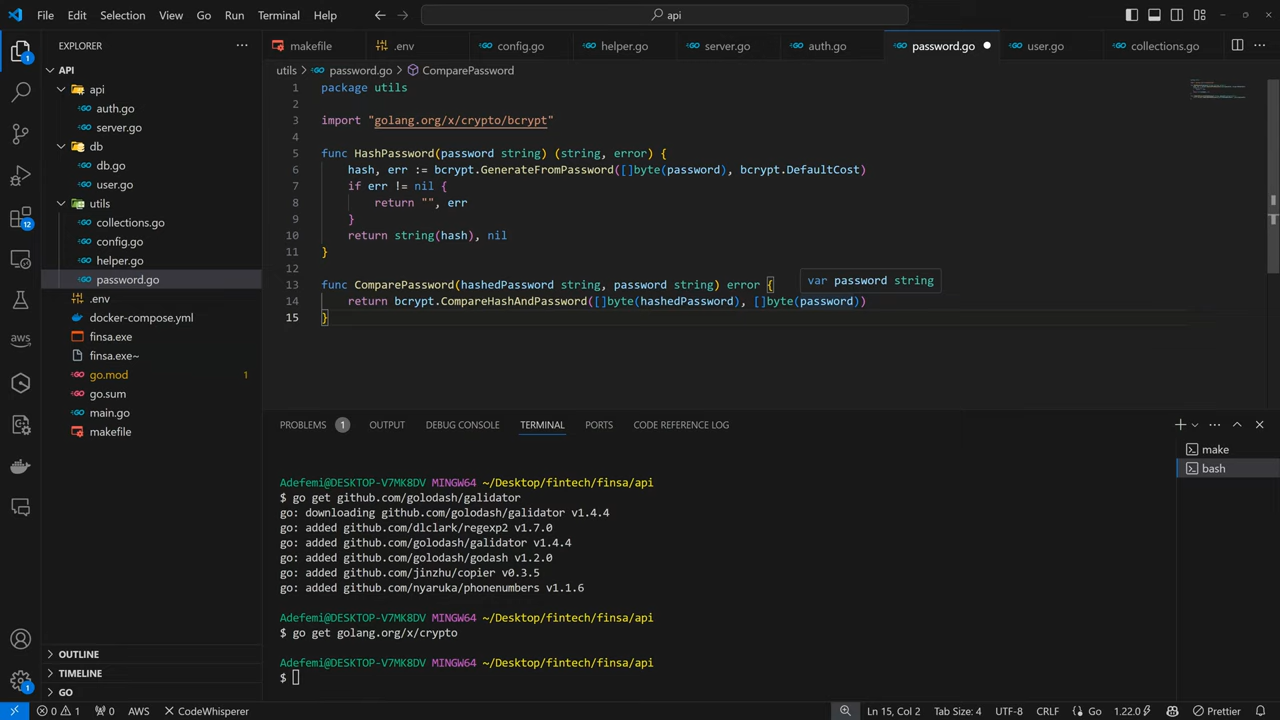 File Edit Selection View Go Run Terminal Help
api
EXPLORER
API
api
auth.go
server.go
db
db.go
user.go
utils
collections.go
config.go
helper.go
password.go
.env
docker-compose.yml
finsa.exe
finsa.exe~
go.mod 1
go.sum
main.go
makefile
OUTLINE
TIMELINE
GO
makefile .env config.go helper.go server.go auth.go password.go user.go collections.go
utils > password.go > ComparePassword
1 package utils
2
3 import "golang.org/x/crypto/bcrypt"
4
5 func HashPassword(password string) (string, error) {
6 hash, err := bcrypt.GenerateFromPassword([]byte(password), bcrypt.DefaultCost)
7 if err != nil {
8 return "", err
9 }
10 return string(hash), nil
11 }
12
13 func ComparePassword(hashedPassword string, password string) error {
var password string
14 return bcrypt.CompareHashAndPassword([]byte(hashedPassword), []byte(password))
15 }
PROBLEMS 1 OUTPUT DEBUG CONSOLE TERMINAL PORTS CODE REFERENCE LOG
Adefemi@DESKTOP-V7MK8DV MINGW64 ~/Desktop/fintech/finsa/api
$ go get github.com/golodash/galidator
go: downloading github.com/golodash/galidator v1.4.4
go: added github.com/dlclark/regexp2 v1.7.0
go: added github.com/golodash/galidator v1.4.4
go: added github.com/golodash/godash v1.2.0
go: added github.com/jinzhu/copier v0.3.5
go: added github.com/nyaruka/phonenumbers v1.1.6
Adefemi@DESKTOP-V7MK8DV MINGW64 ~/Desktop/fintech/finsa/api
$ go get golang.org/x/crypto
Adefemi@DESKTOP-V7MK8DV MINGW64 ~/Desktop/fintech/finsa/api
$
make
bash
1
12
aws
1
0 1 0 AWS CodeWhisperer
Ln 15, Col 2 Tab Size: 4 UTF-8 CRLF Go 1.22.0 Prettier